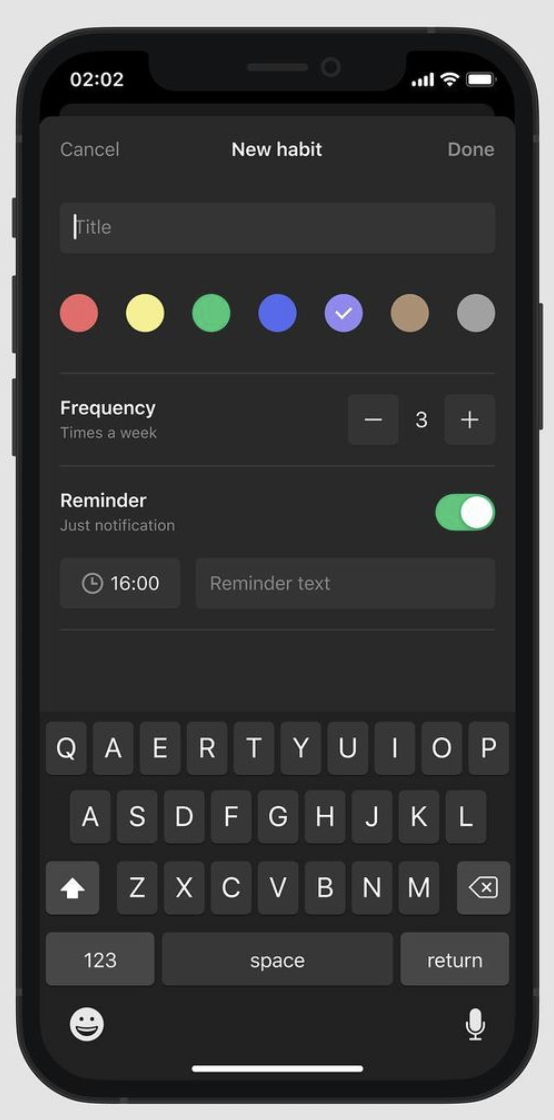 02:02
Cancel New habit Done
Title
Frequency
Times a week
3
Reminder
Just notification
16:00 Reminder text
Q A E R T Y U I O P
A S D F G H J K L
Z X C V B N M
123 space return